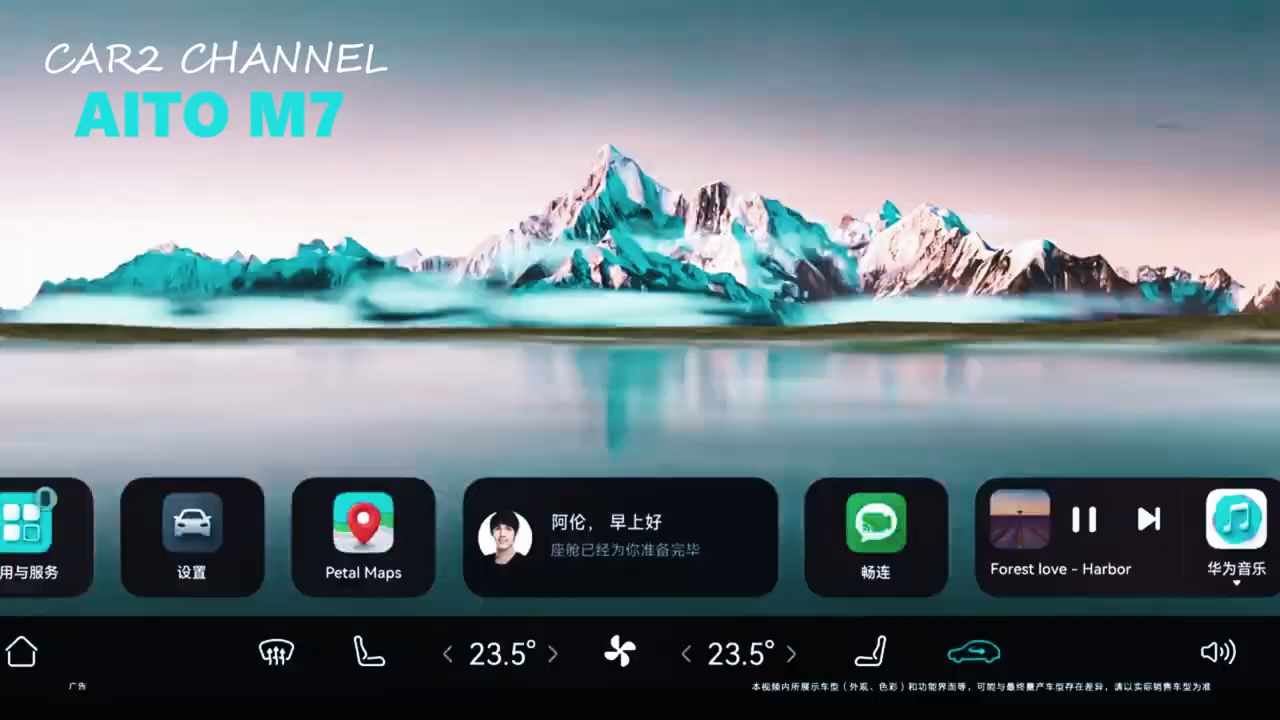 CAR2 CHANNEL
AITO M7
用与服务
设置
Petal Maps
阿伦，早上好
座舱已经为你准备完毕
畅连
Forest love - Harbor
华为音乐
23.5°
23.5°
广告
本视频内所展示车型（外观、色彩）和功能界面等，可能与最终量产车型存在差异，请以实际销售车型为准